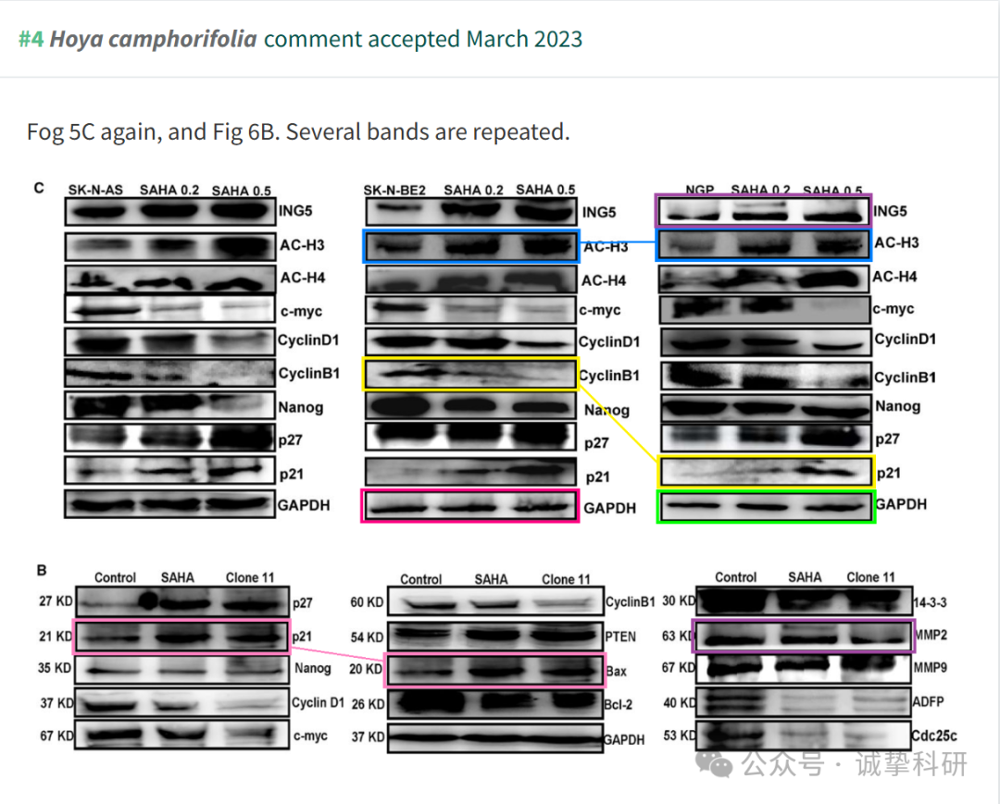 #4 Hoya camphorifolia comment accepted March 2023
Fog 5C again, and Fig 6B. Several bands are repeated.
C
SK-N-AS SAHA 0.2 SAHA 0.5
ING5
AC-H3
AC-H4
c-myc
CyclinD1
CyclinB1
Nanog
p27
p21
GAPDH
SK-N-BE2 SAHA 0.2 SAHA 0.5
ING5
AC-H3
AC-H4
c-myc
CyclinD1
CyclinB1
Nanog
p27
p21
GAPDH
NGP SAHA 0.2 SAHA 0.5
ING5
AC-H3
AC-H4
c-myc
CyclinD1
CyclinB1
Nanog
p27
p21
GAPDH
B
Control SAHA Clone 11
27 KD p27
21 KD p21
35 KD Nanog
37 KD Cyclin D1
67 KD c-myc
Control SAHA Clone 11
60 KD CyclinB1
54 KD PTEN
20 KD Bax
26 KD Bcl-2
37 KD GAPDH
Control SAHA Clone 11
30 KD 14-3-3
63 KD MMP2
67 KD MMP9
40 KD ADFP
53 KD Cdc25c
公众号 · 诚挚科研